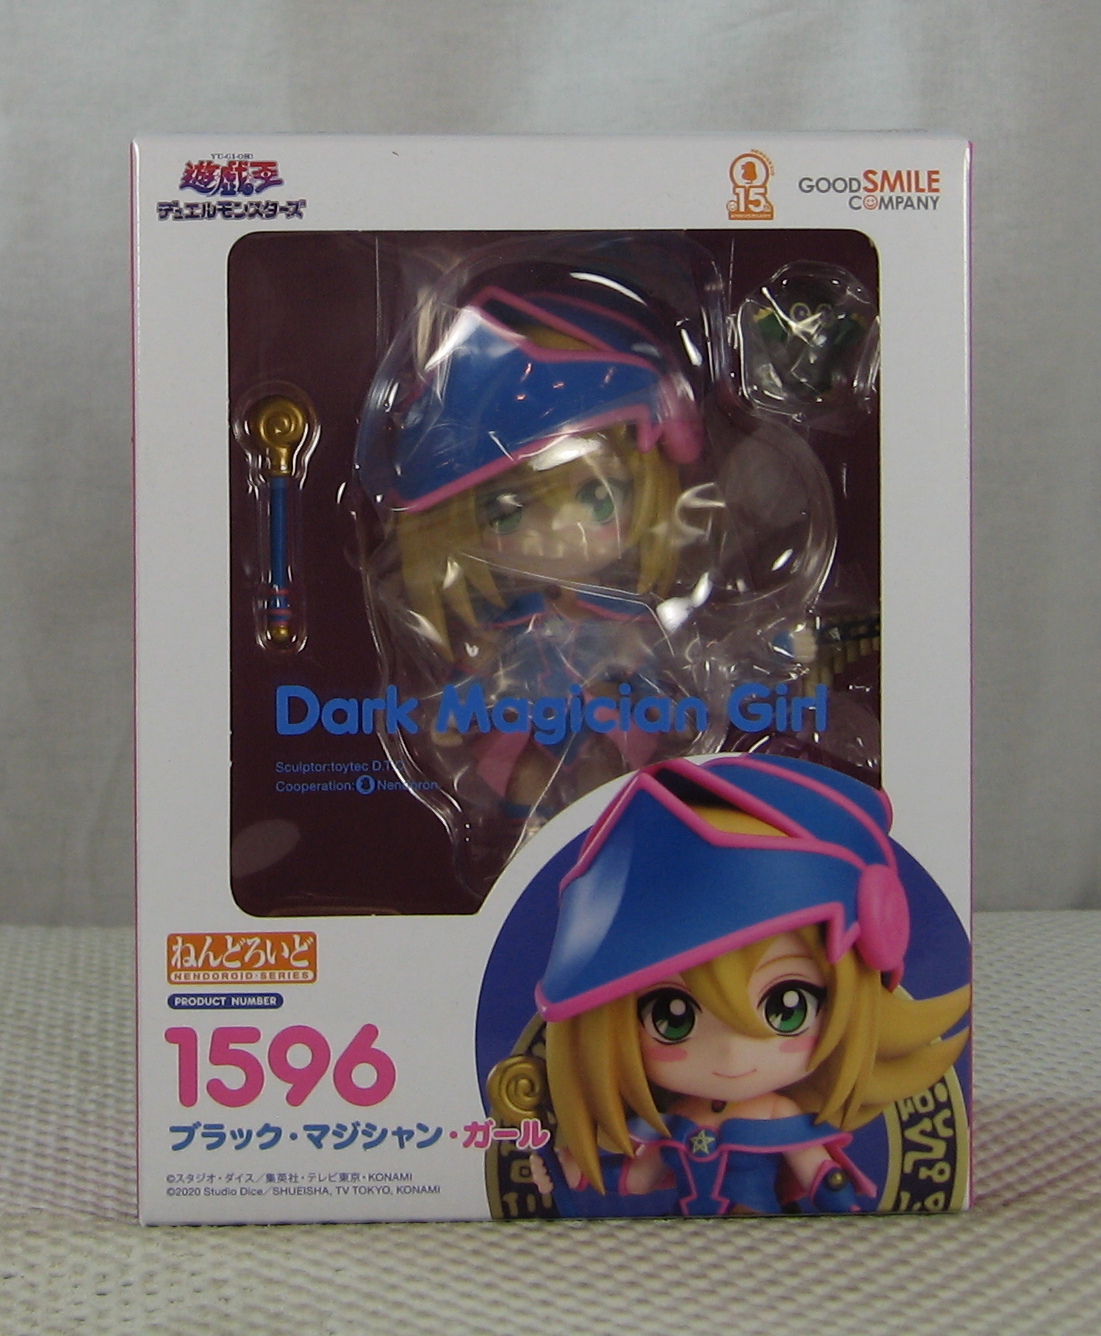 YU-GI-OH!
遊戯王
デュエルモンスターズ
15th
ANNIVERSARY
GOOD SMILE
COMPANY
Dark Magician Girl
Sculptor:toytec D.T.C
Cooperation: Nendoron
ねんどろいど
NENDOROID-SERIES
PRODUCT NUMBER
1596
ブラック・マジシャン・ガール
©スタジオ・ダイス／集英社・テレビ東京・KONAMI
©2020 Studio Dice／SHUEISHA, TV TOKYO, KONAMI